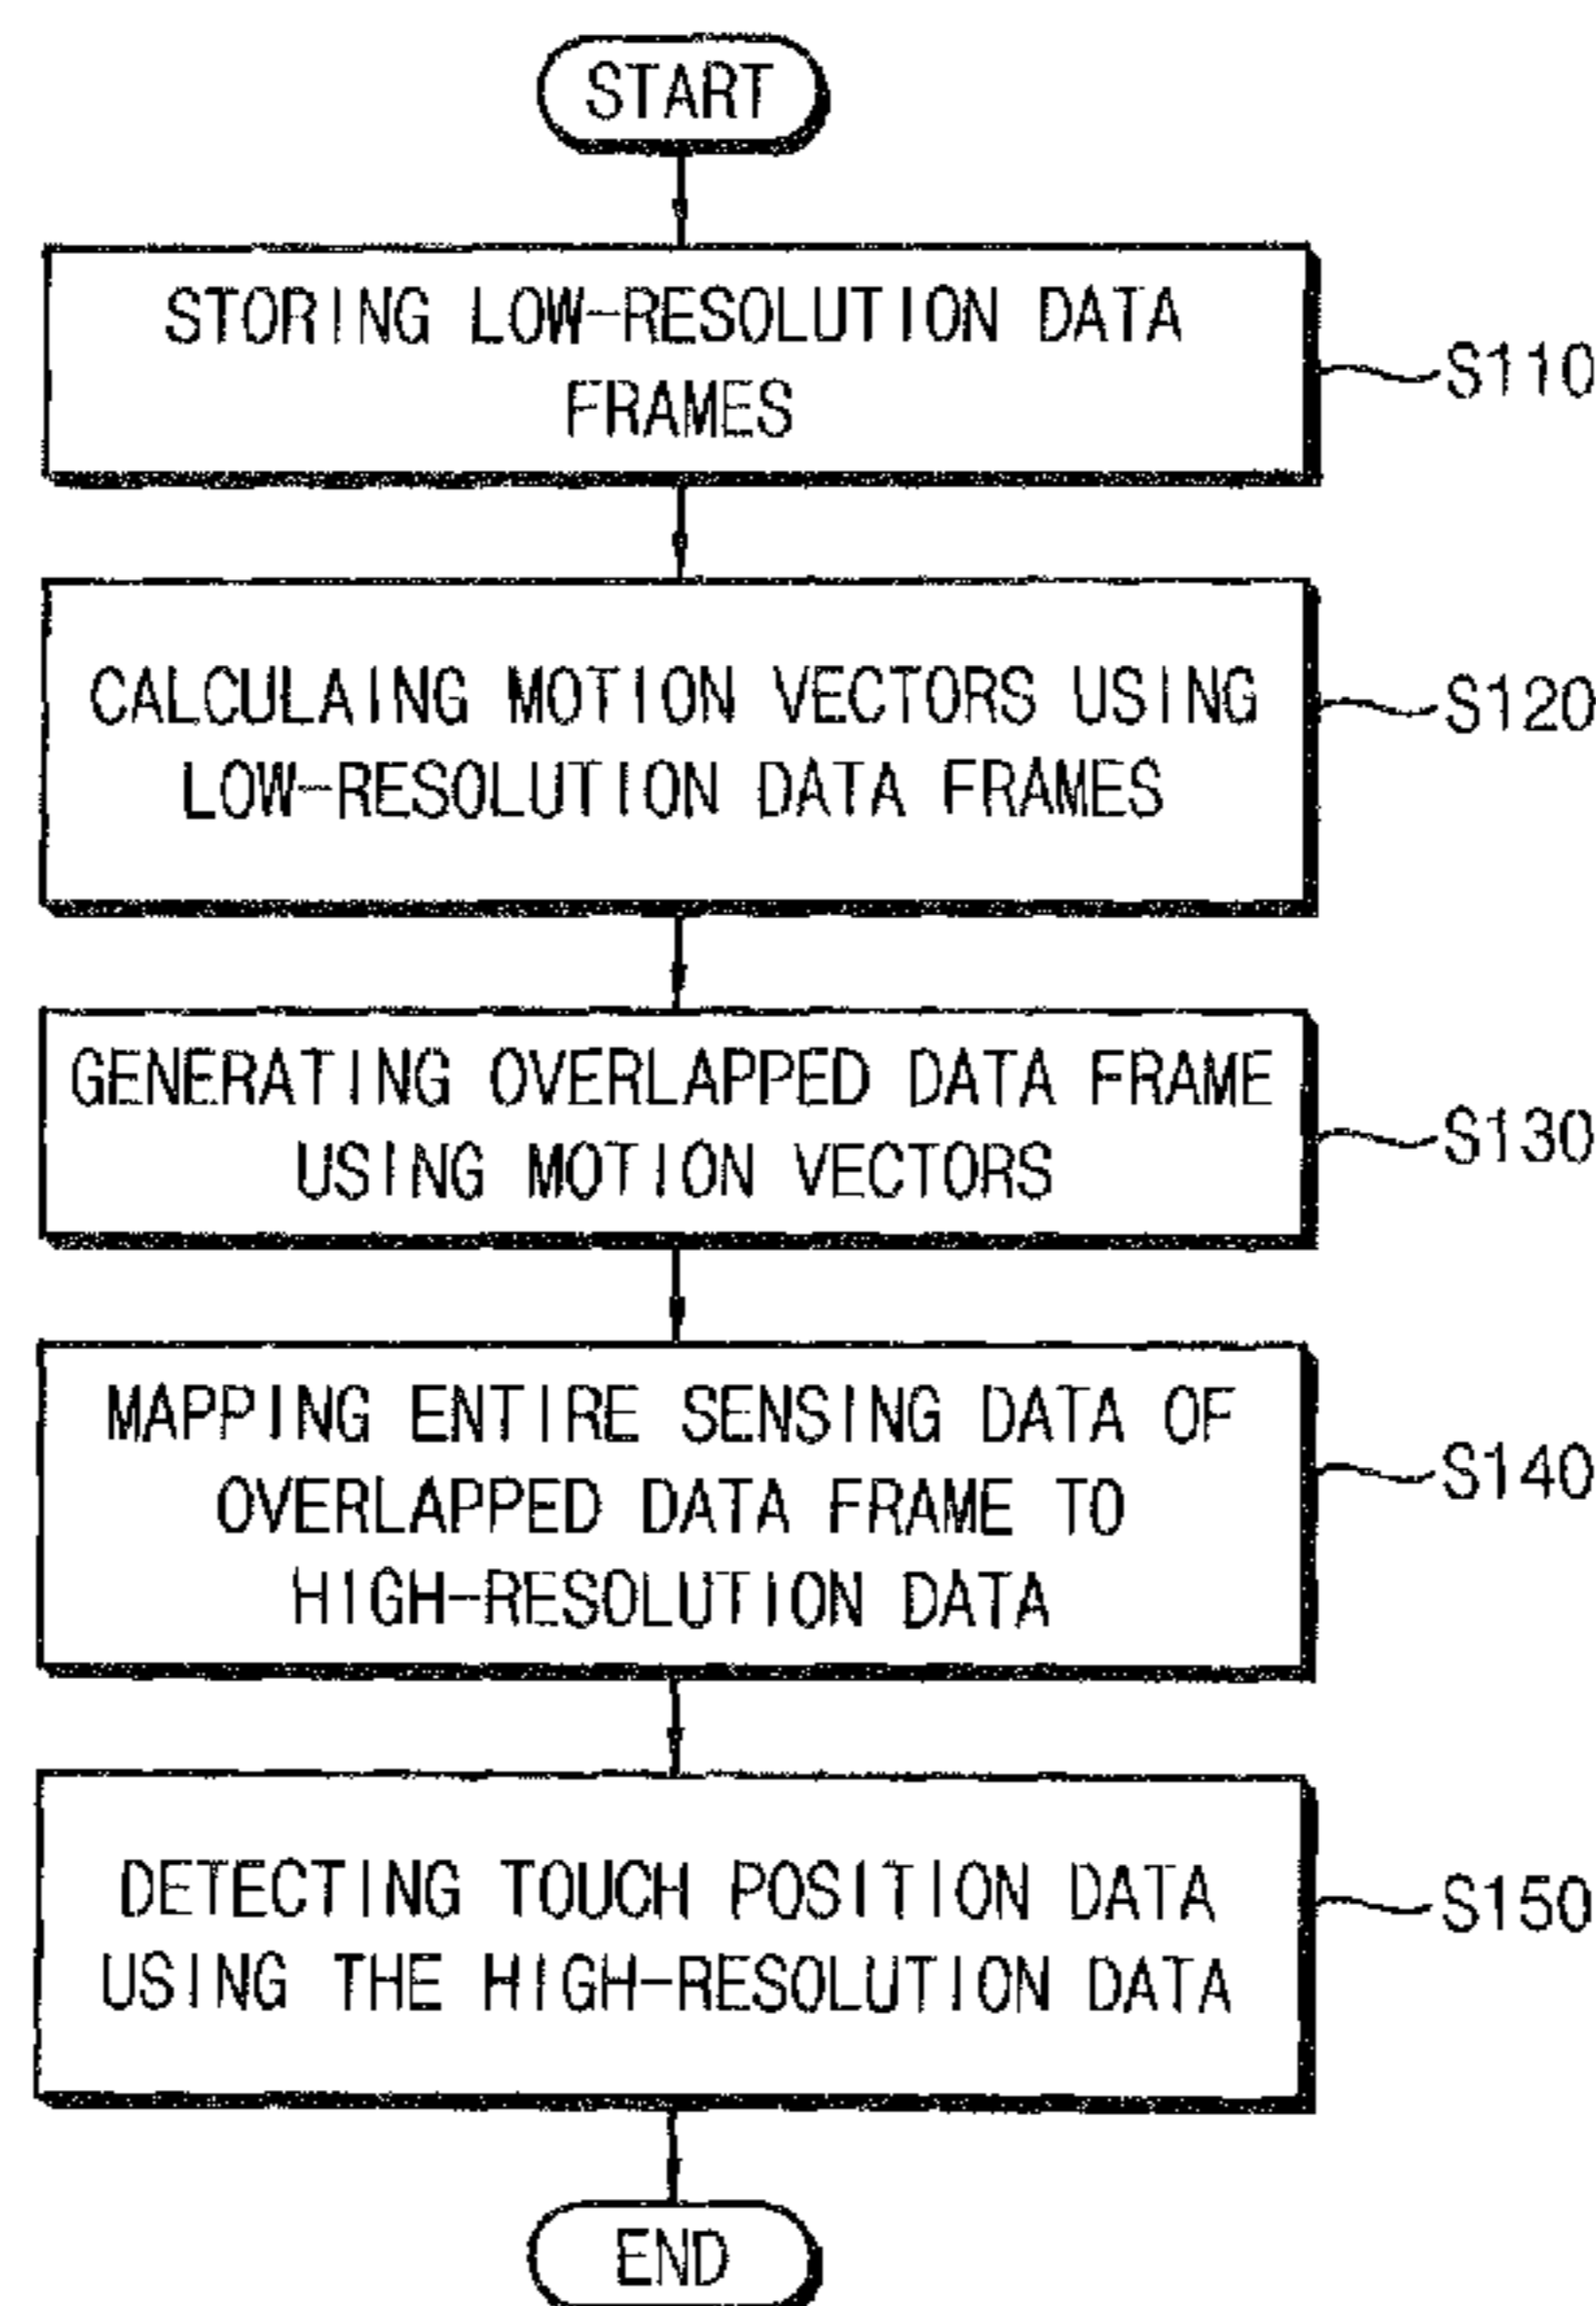 START
STORING LOW-RESOLUTION DATA
FRAMES
S110
CALCULAING MOTION VECTORS USING
LOW-RESOLUTION DATA FRAMES
S120
GENERATING OVERLAPPED DATA FRAME
USING MOTION VECTORS
S130
MAPPING ENTIRE SENSING DATA OF
OVERLAPPED DATA FRAME TO
HIGH-RESOLUTION DATA
S140
DETECTING TOUCH POSITION DATA
USING THE HIGH-RESOLUTION DATA
S150
END